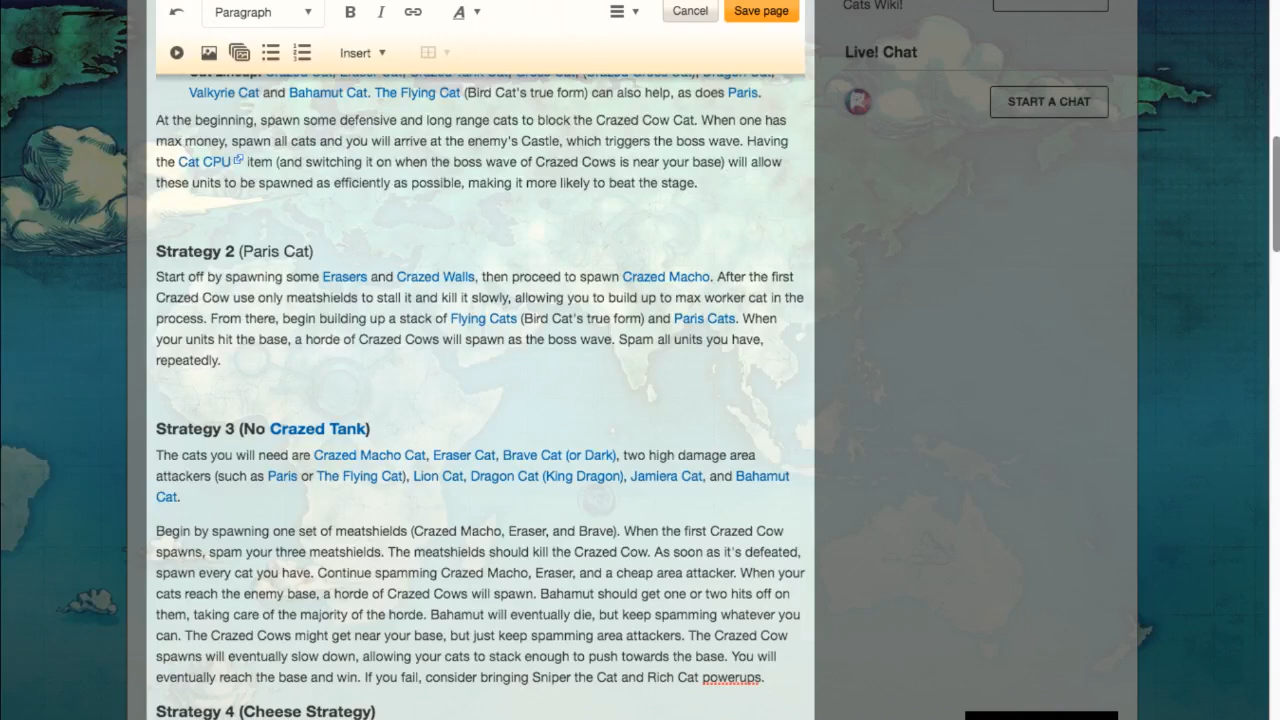 Paragraph B I A Cancel Save page
Insert
Cats Wiki!
Live! Chat
START A CHAT
Cat Lineup: Crazed Cat, Eraser Cat, Crazed Tank Cat, Gross Cat, (Crazed Gross Cat), Dragon Cat,
Valkyrie Cat and Bahamut Cat. The Flying Cat (Bird Cat's true form) can also help, as does Paris.
At the beginning, spawn some defensive and long range cats to block the Crazed Cow Cat. When one has
max money, spawn all cats and you will arrive at the enemy's Castle, which triggers the boss wave. Having
the Cat CPU item (and switching it on when the boss wave of Crazed Cows is near your base) will allow
these units to be spawned as efficiently as possible, making it more likely to beat the stage.
Strategy 2 (Paris Cat)
Start off by spawning some Erasers and Crazed Walls, then proceed to spawn Crazed Macho. After the first
Crazed Cow use only meatshields to stall it and kill it slowly, allowing you to build up to max worker cat in the
process. From there, begin building up a stack of Flying Cats (Bird Cat's true form) and Paris Cats. When
your units hit the base, a horde of Crazed Cows will spawn as the boss wave. Spam all units you have,
repeatedly.
Strategy 3 (No Crazed Tank)
The cats you will need are Crazed Macho Cat, Eraser Cat, Brave Cat (or Dark), two high damage area
attackers (such as Paris or The Flying Cat), Lion Cat, Dragon Cat (King Dragon), Jamiera Cat, and Bahamut
Cat.
Begin by spawning one set of meatshields (Crazed Macho, Eraser, and Brave). When the first Crazed Cow
spawns, spam your three meatshields. The meatshields should kill the Crazed Cow. As soon as it's defeated,
spawn every cat you have. Continue spamming Crazed Macho, Eraser, and a cheap area attacker. When your
cats reach the enemy base, a horde of Crazed Cows will spawn. Bahamut should get one or two hits off on
them, taking care of the majority of the horde. Bahamut will eventually die, but keep spamming whatever you
can. The Crazed Cows might get near your base, but just keep spamming area attackers. The Crazed Cow
spawns will eventually slow down, allowing your cats to stack enough to push towards the base. You will
eventually reach the base and win. If you fail, consider bringing Sniper the Cat and Rich Cat powerups.
Strategy 4 (Cheese Strategy)